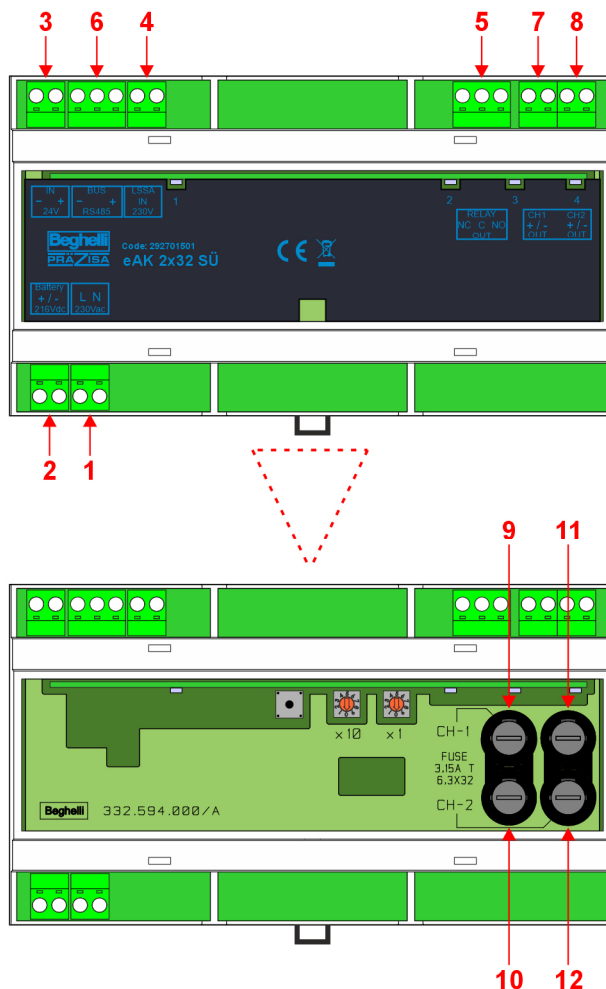 3 6 4 5 7 8
IN BUS LSSA
- + - + IN
24V RS485 230V
1 2 3 4
RELAY CH1 CH2
NC C NO + / - + / -
OUT OUT OUT
Beghelli
PRÄZISA
Code: 292701501
eAK 2x32 SÜ
CE
Battery
+ / - L N
216Vdc 230Vac
2 1
9 11
x10 x1
CH-1
FUSE
3.15A T
6.3X32
CH-2
Beghelli 332.594.000/A
10 12